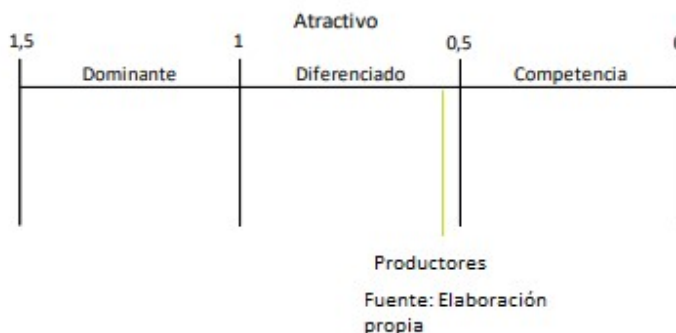 Atractivo
1,5
1
0,5
Dominante
Diferenciado
Competencia
Productores
Fuente: Elaboración
propia